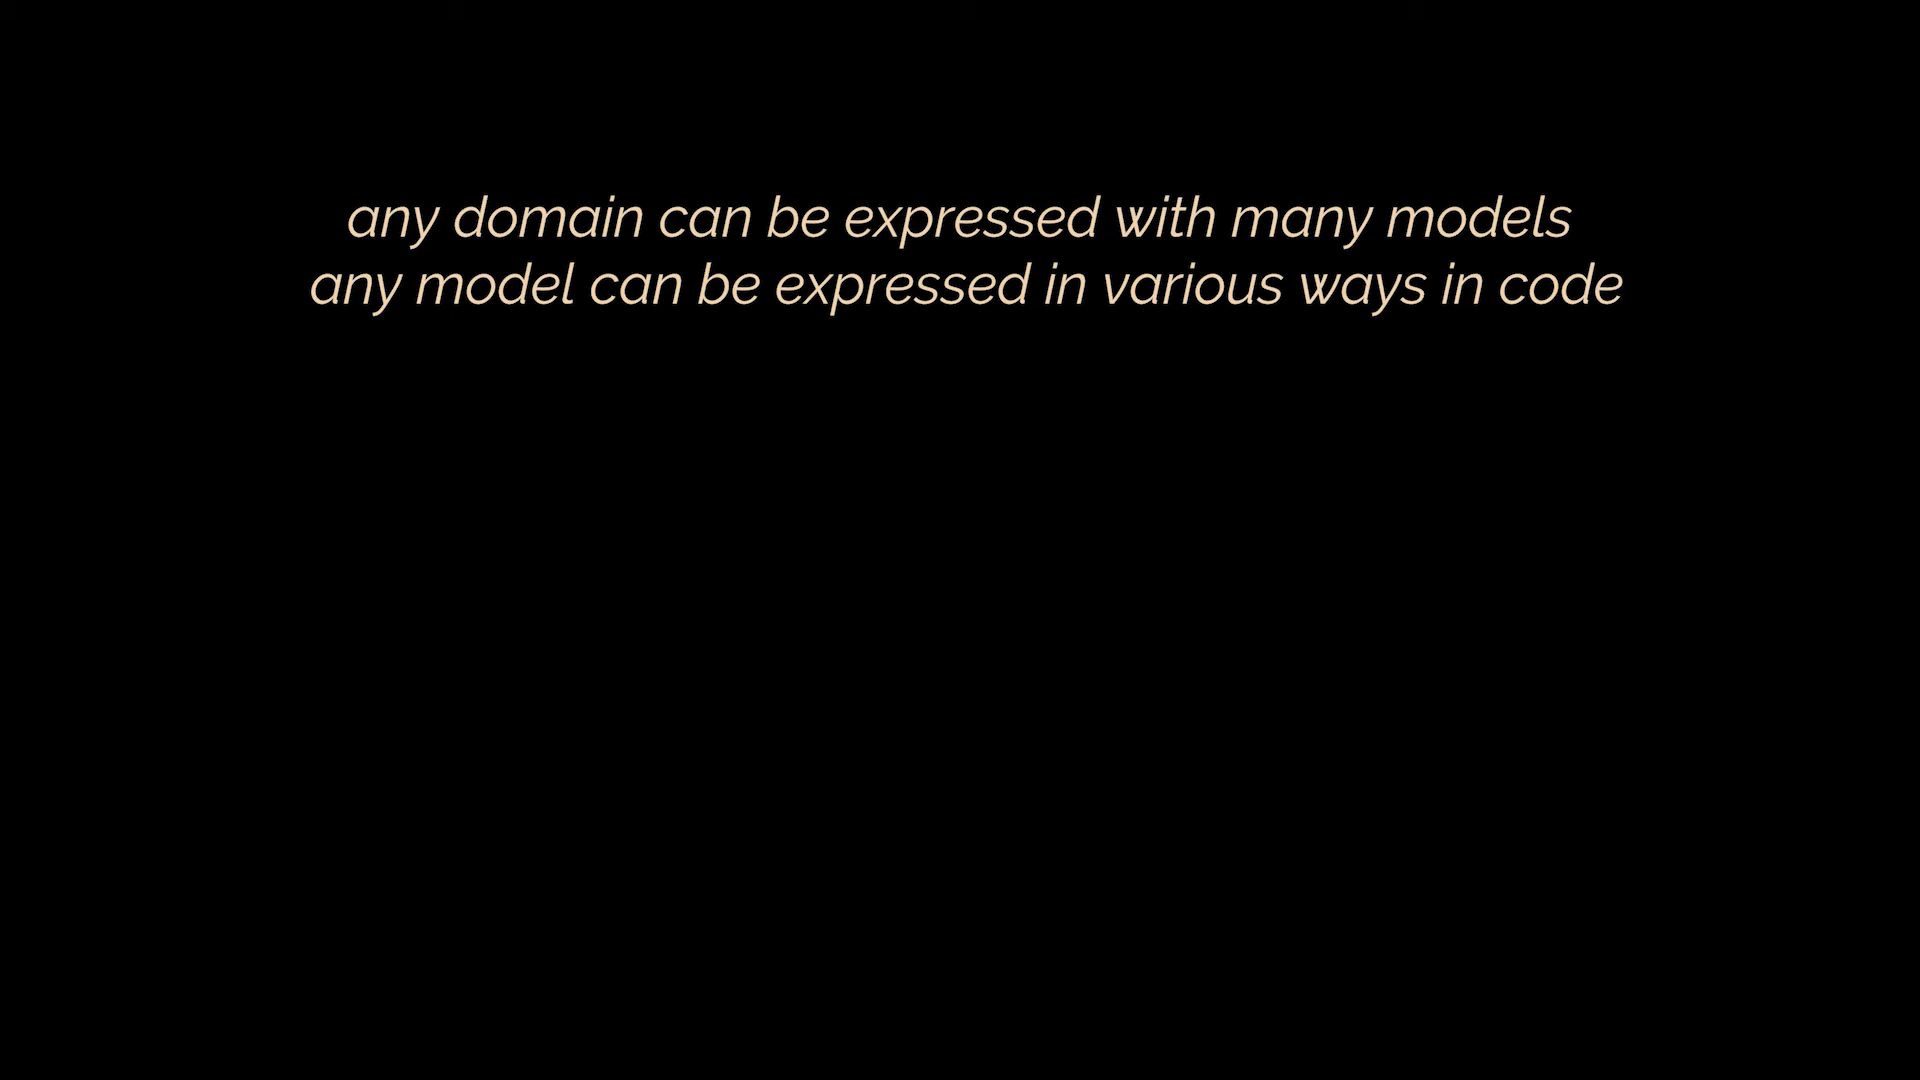 any domain can be expressed with many models
any model can be expressed in various ways in code